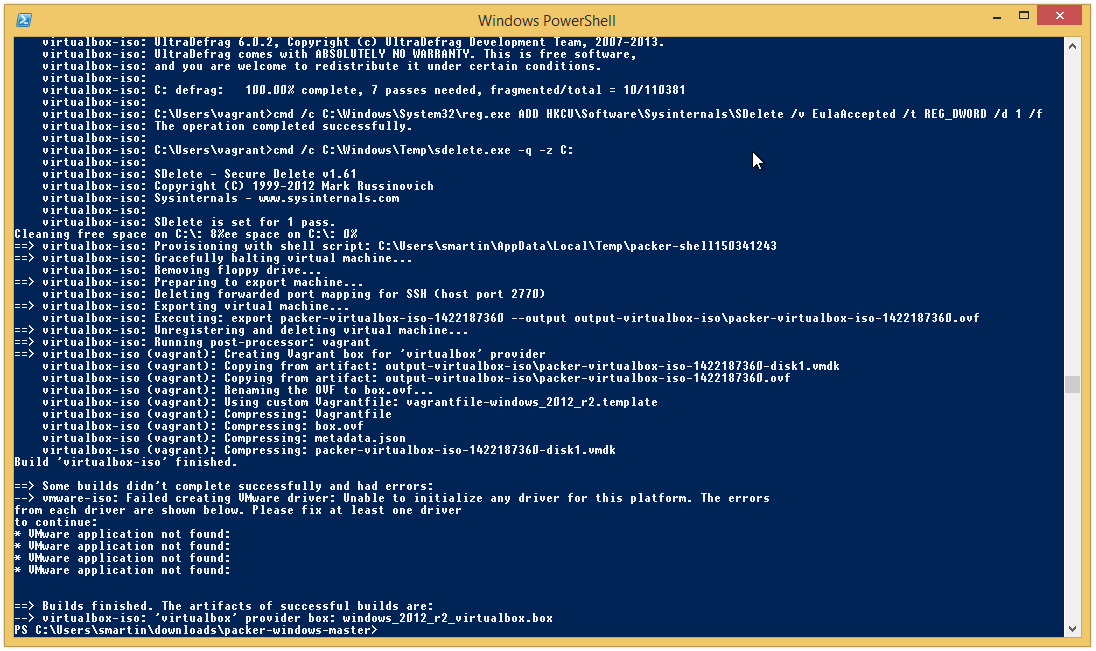 Windows PowerShell
virtualbox-iso: UltraDefrag 6.0.2, Copyright (c) UltraDefrag Development Team, 2007-2013.
virtualbox-iso: UltraDefrag comes with ABSOLUTELY NO WARRANTY. This is free software,
virtualbox-iso: and you are welcome to redistribute it under certain conditions.
virtualbox-iso:
virtualbox-iso: C: defrag:   100.00% complete, 7 passes needed, fragmented/total = 10/110381
virtualbox-iso:
virtualbox-iso: C:\Users\vagrant>cmd /c C:\Windows\System32\reg.exe ADD HKCU\Software\Sysinternals\SDelete /v EulaAccepted /t REG_DWORD /d 1 /f
virtualbox-iso: The operation completed successfully.
virtualbox-iso:
virtualbox-iso: C:\Users\vagrant>cmd /c C:\Windows\Temp\sdelete.exe -q -z C:
virtualbox-iso:
virtualbox-iso: SDelete - Secure Delete v1.61
virtualbox-iso: Copyright (C) 1999-2012 Mark Russinovich
virtualbox-iso: Sysinternals - www.sysinternals.com
virtualbox-iso:
virtualbox-iso: SDelete is set for 1 pass.
Cleaning free space on C:\: 8%ee space on C:\: 0%
==> virtualbox-iso: Provisioning with shell script: C:\Users\smartin\AppData\Local\Temp\packer-shell150341243
==> virtualbox-iso: Gracefully halting virtual machine...
virtualbox-iso: Removing floppy drive...
==> virtualbox-iso: Preparing to export machine...
virtualbox-iso: Deleting forwarded port mapping for SSH (host port 2770)
==> virtualbox-iso: Exporting virtual machine...
virtualbox-iso: Executing: export packer-virtualbox-iso-1422187360 --output output-virtualbox-iso\packer-virtualbox-iso-1422187360.ovf
==> virtualbox-iso: Unregistering and deleting virtual machine...
==> virtualbox-iso: Running post-processor: vagrant
==> virtualbox-iso (vagrant): Creating Vagrant box for 'virtualbox' provider
virtualbox-iso (vagrant): Copying from artifact: output-virtualbox-iso\packer-virtualbox-iso-1422187360-disk1.vmdk
virtualbox-iso (vagrant): Copying from artifact: output-virtualbox-iso\packer-virtualbox-iso-1422187360.ovf
virtualbox-iso (vagrant): Renaming the OVF to box.ovf...
virtualbox-iso (vagrant): Using custom Vagrantfile: vagrantfile-windows_2012_r2.template
virtualbox-iso (vagrant): Compressing: Vagrantfile
virtualbox-iso (vagrant): Compressing: box.ovf
virtualbox-iso (vagrant): Compressing: metadata.json
virtualbox-iso (vagrant): Compressing: packer-virtualbox-iso-1422187360-disk1.vmdk
Build 'virtualbox-iso' finished.
==> Some builds didn't complete successfully and had errors:
--> vmware-iso: Failed creating VMware driver: Unable to initialize any driver for this platform. The errors
from each driver are shown below. Please fix at least one driver
to continue:
* VMware application not found:
* VMware application not found:
* VMware application not found:
* VMware application not found:
==> Builds finished. The artifacts of successful builds are:
--> virtualbox-iso: 'virtualbox' provider box: windows_2012_r2_virtualbox.box
PS C:\Users\smartin\downloads\packer-windows-master>